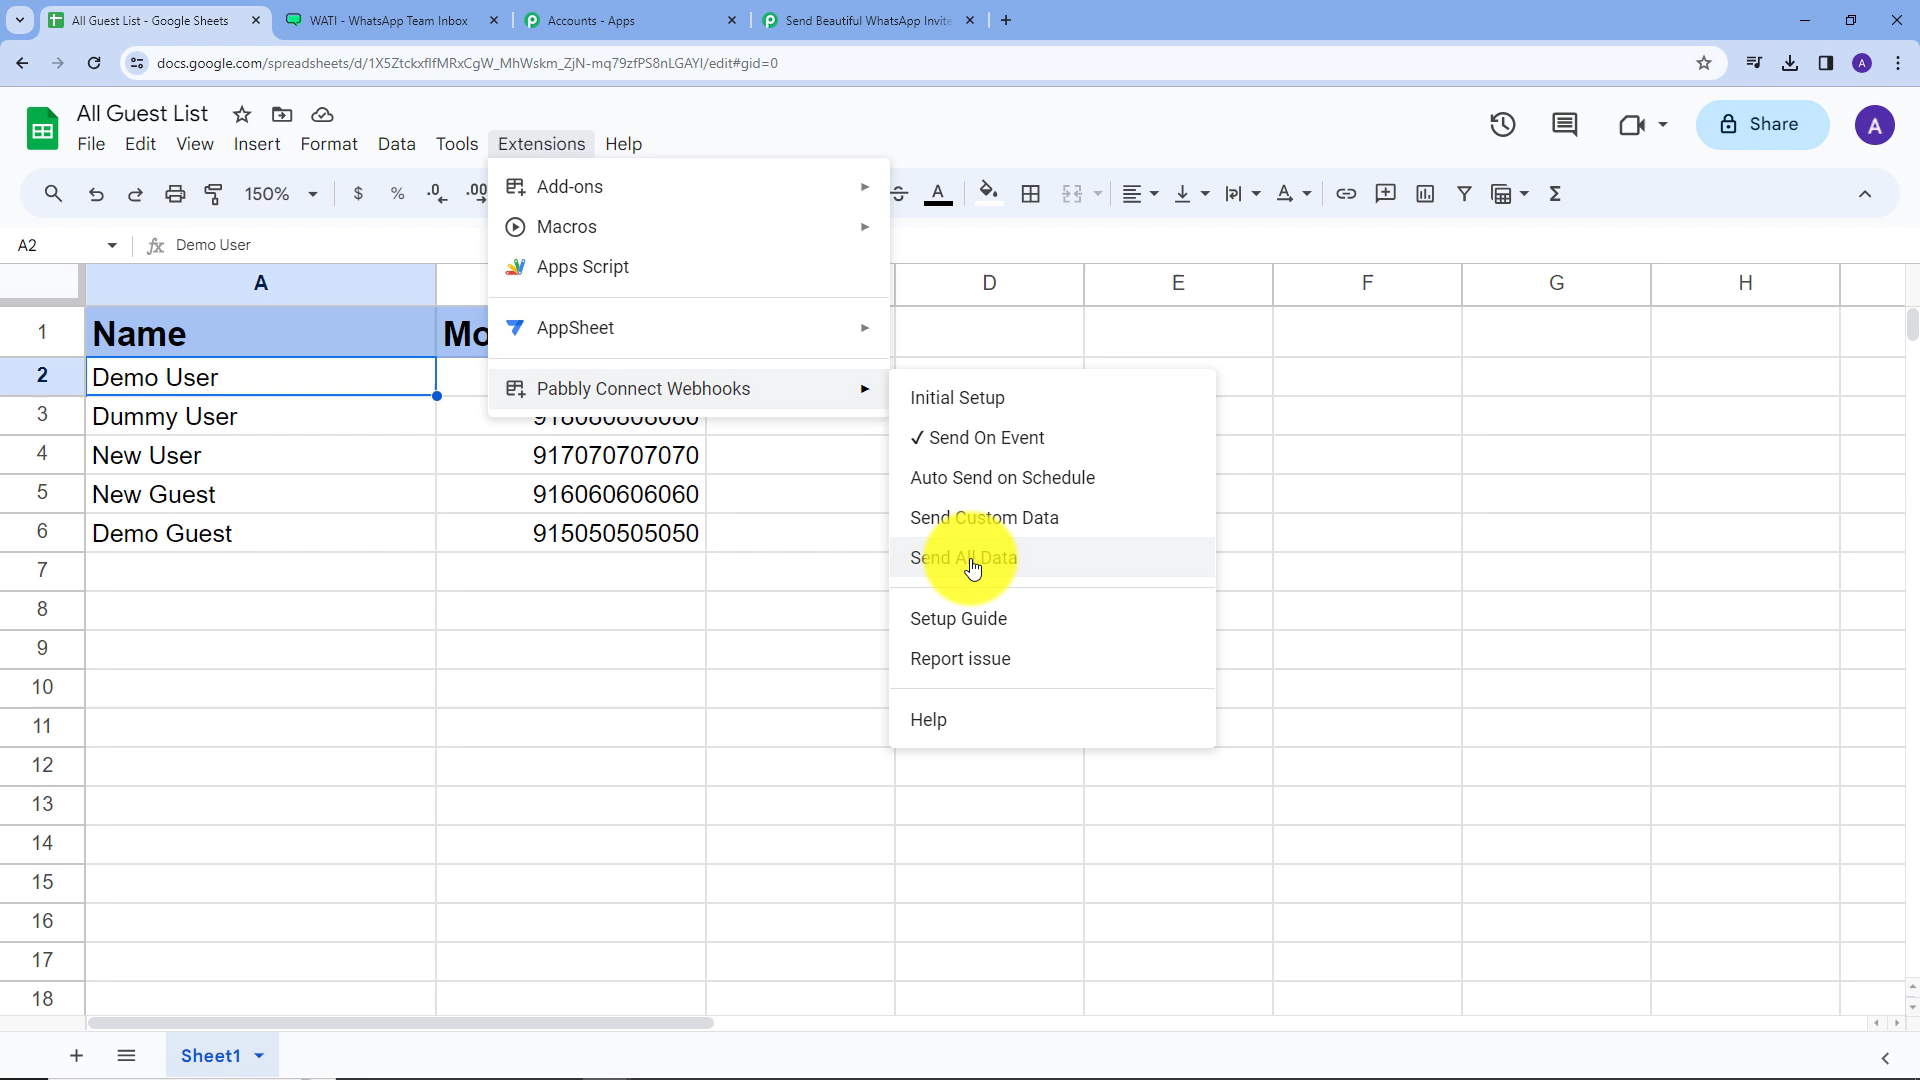 All Guest List - Google Sheets
WATI - WhatsApp Team Inbox
Accounts - Apps
Send Beautiful WhatsApp Invite
docs.google.com/spreadsheets/d/1X5ZtckxflfMRxCgW_MhWskm_ZjN-mq79zfPS8nLGAYI/edit#gid=0
A
All Guest List
File Edit View Insert Format Data Tools Extensions Help
Share
A
150%
$ % .0 .00
A
A2
Demo User
Add-ons
Macros
Apps Script
AppSheet
Pabbly Connect Webhooks
Initial Setup
✓ Send On Event
Auto Send on Schedule
Send Custom Data
Send All Data
Setup Guide
Report issue
Help
A D E F G H
1 Name Mo
2 Demo User
3 Dummy User 918080808080
4 New User 917070707070
5 New Guest 916060606060
6 Demo Guest 915050505050
7
8
9
10
11
12
13
14
15
16
17
18
Sheet1